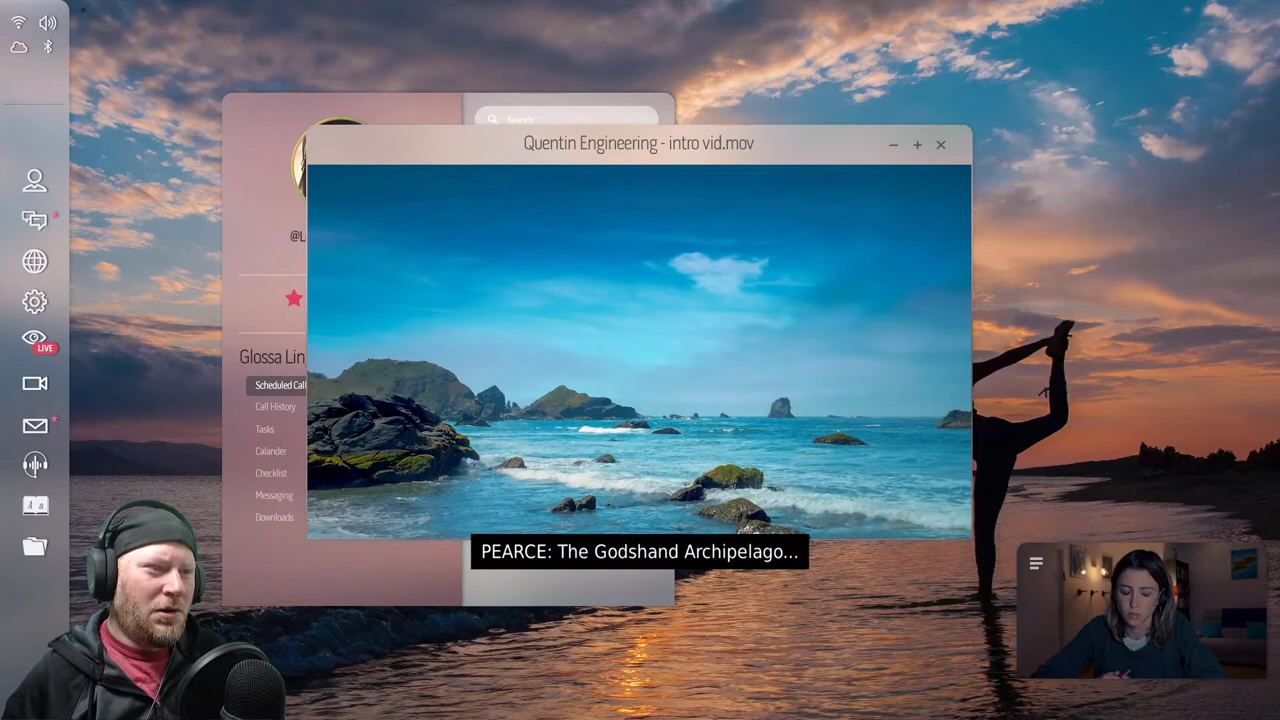 Search
Quentin Engineering - intro vid.mov
@L
LIVE
Glossa Lin
Scheduled Call
Call History
Tasks
Calander
Checklist
Messaging
Downloads
A a
PEARCE: The Godshand Archipelago...